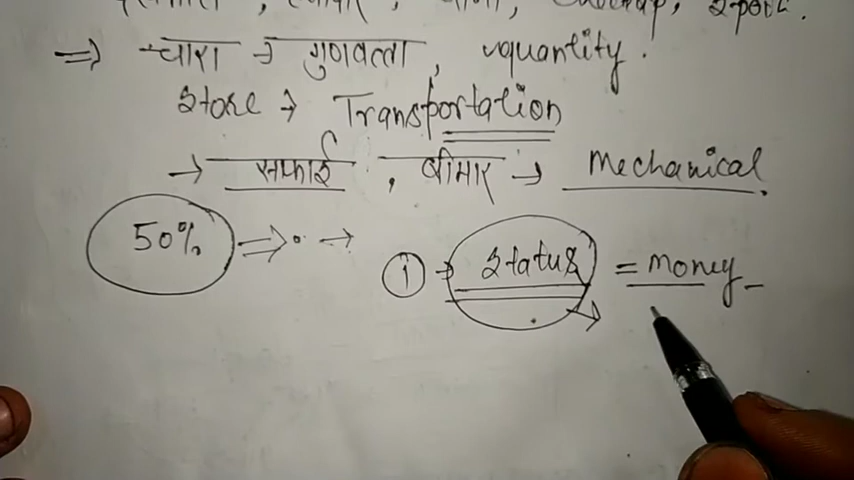 ⇒ चारा → गुणवत्ता, quantity.
Store → Transportation
→ सफाई, बीमार → Mechanical.
50% ⇒ • →
① → Status = money